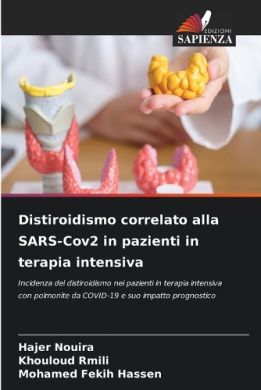 EDIZIONI
SAPIENZA
Distiroidismo correlato alla
SARS-Cov2 in pazienti in
terapia intensiva
Incidenza del distiroidismo nei pazienti in terapia intensiva
con polmonite da COVID-19 e suo impatto prognostico
Hajer Nouira
Khouloud Rmili
Mohamed Fekih Hassen